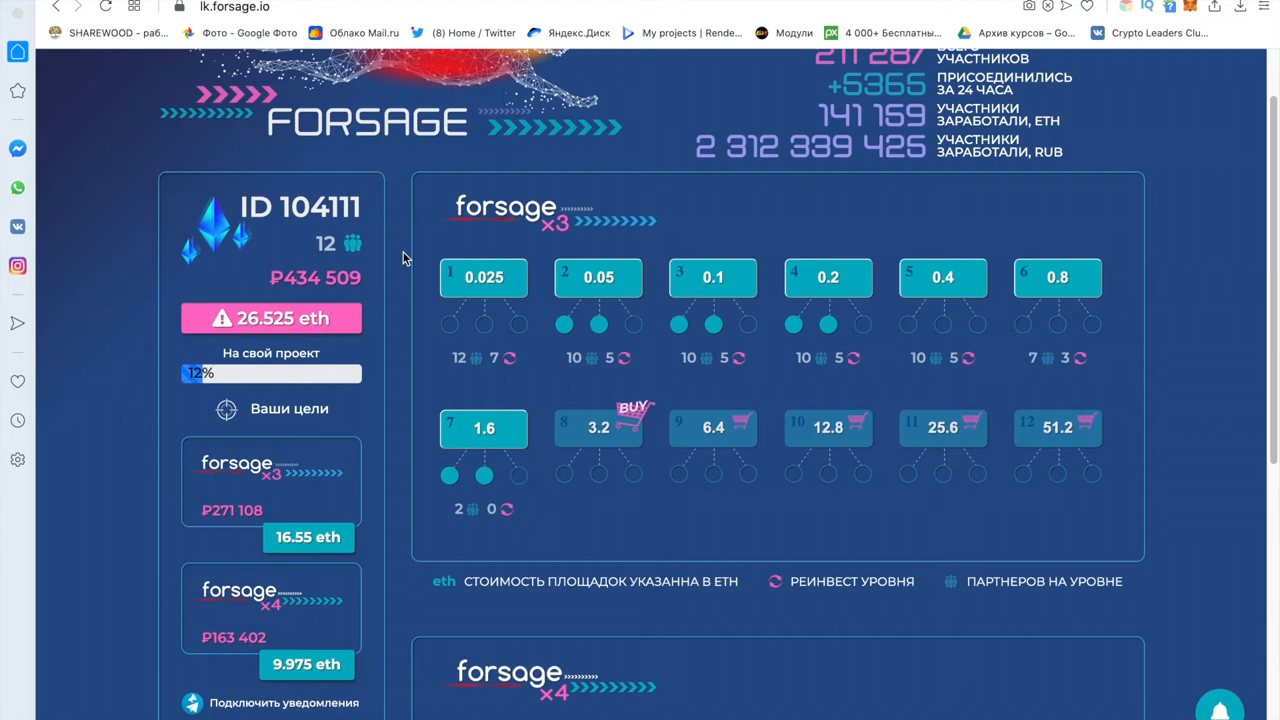 lk.forsage.io
SHAREWOOD - раб...
Фото - Google Фото
Облако Mail.ru
(8) Home / Twitter
Яндекс.Диск
My projects | Rende...
Модули
4 000+ Бесплатны...
Архив курсов – Go...
Crypto Leaders Clu...
211 287
УЧАСТНИКОВ
+5365
ПРИСОЕДИНИЛИСЬ
ЗА 24 ЧАСА
141 159
УЧАСТНИКИ
ЗАРАБОТАЛИ, ETH
2 312 339 425
УЧАСТНИКИ
ЗАРАБОТАЛИ, RUB
FORSAGE
ID 104111
12
₽434 509
26.525 eth
На свой проект
12%
Ваши цели
forsage
x3
₽271 108
16.55 eth
forsage
x4
₽163 402
9.975 eth
Подключить уведомления
forsage
x3
1 0.025
2 0.05
3 0.1
4 0.2
5 0.4
6 0.8
12 7
10 5
10 5
10 5
10 5
7 3
7 1.6
8 3.2 BUY
9 6.4
10 12.8
11 25.6
12 51.2
2 0
eth СТОИМОСТЬ ПЛОЩАДОК УКАЗАННА В ETH
РЕИНВЕСТ УРОВНЯ
ПАРТНЕРОВ НА УРОВНЕ
forsage
x4